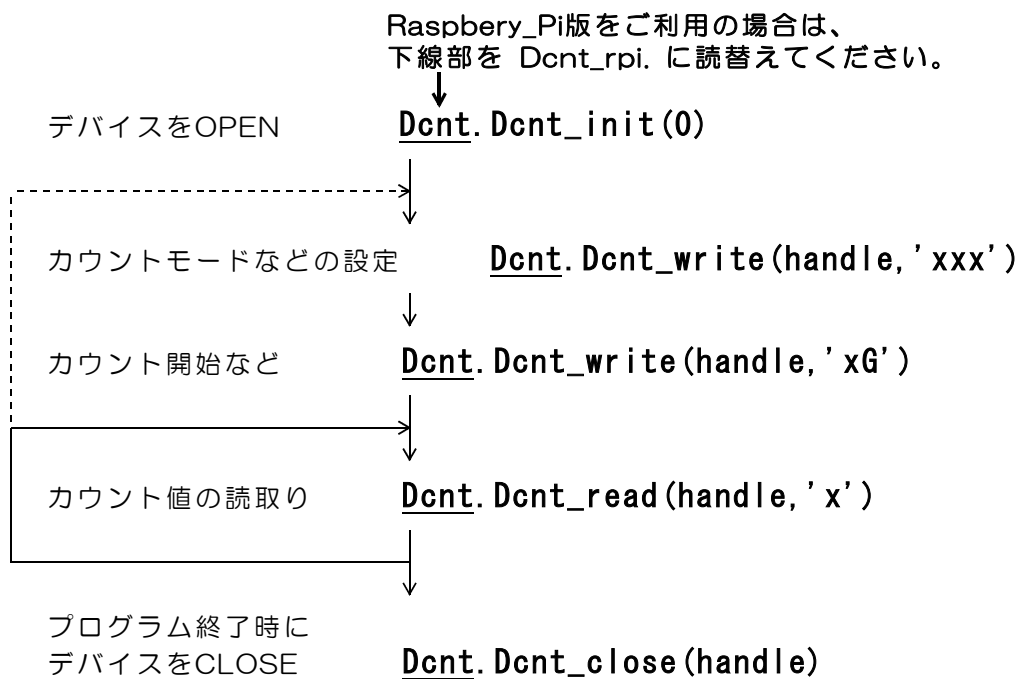 Raspbery_Pi版をご利用の場合は、
下線部を Dcnt_rpi. に読替えてください。
デバイスをOPEN Dcnt.Dcnt_init(0)
カウントモードなどの設定 Dcnt.Dcnt_write(handle,'xxx')
カウント開始など Dcnt.Dcnt_write(handle,'xG')
カウント値の読取り Dcnt.Dcnt_read(handle,'x')
プログラム終了時に
デバイスをCLOSE Dcnt.Dcnt_close(handle)